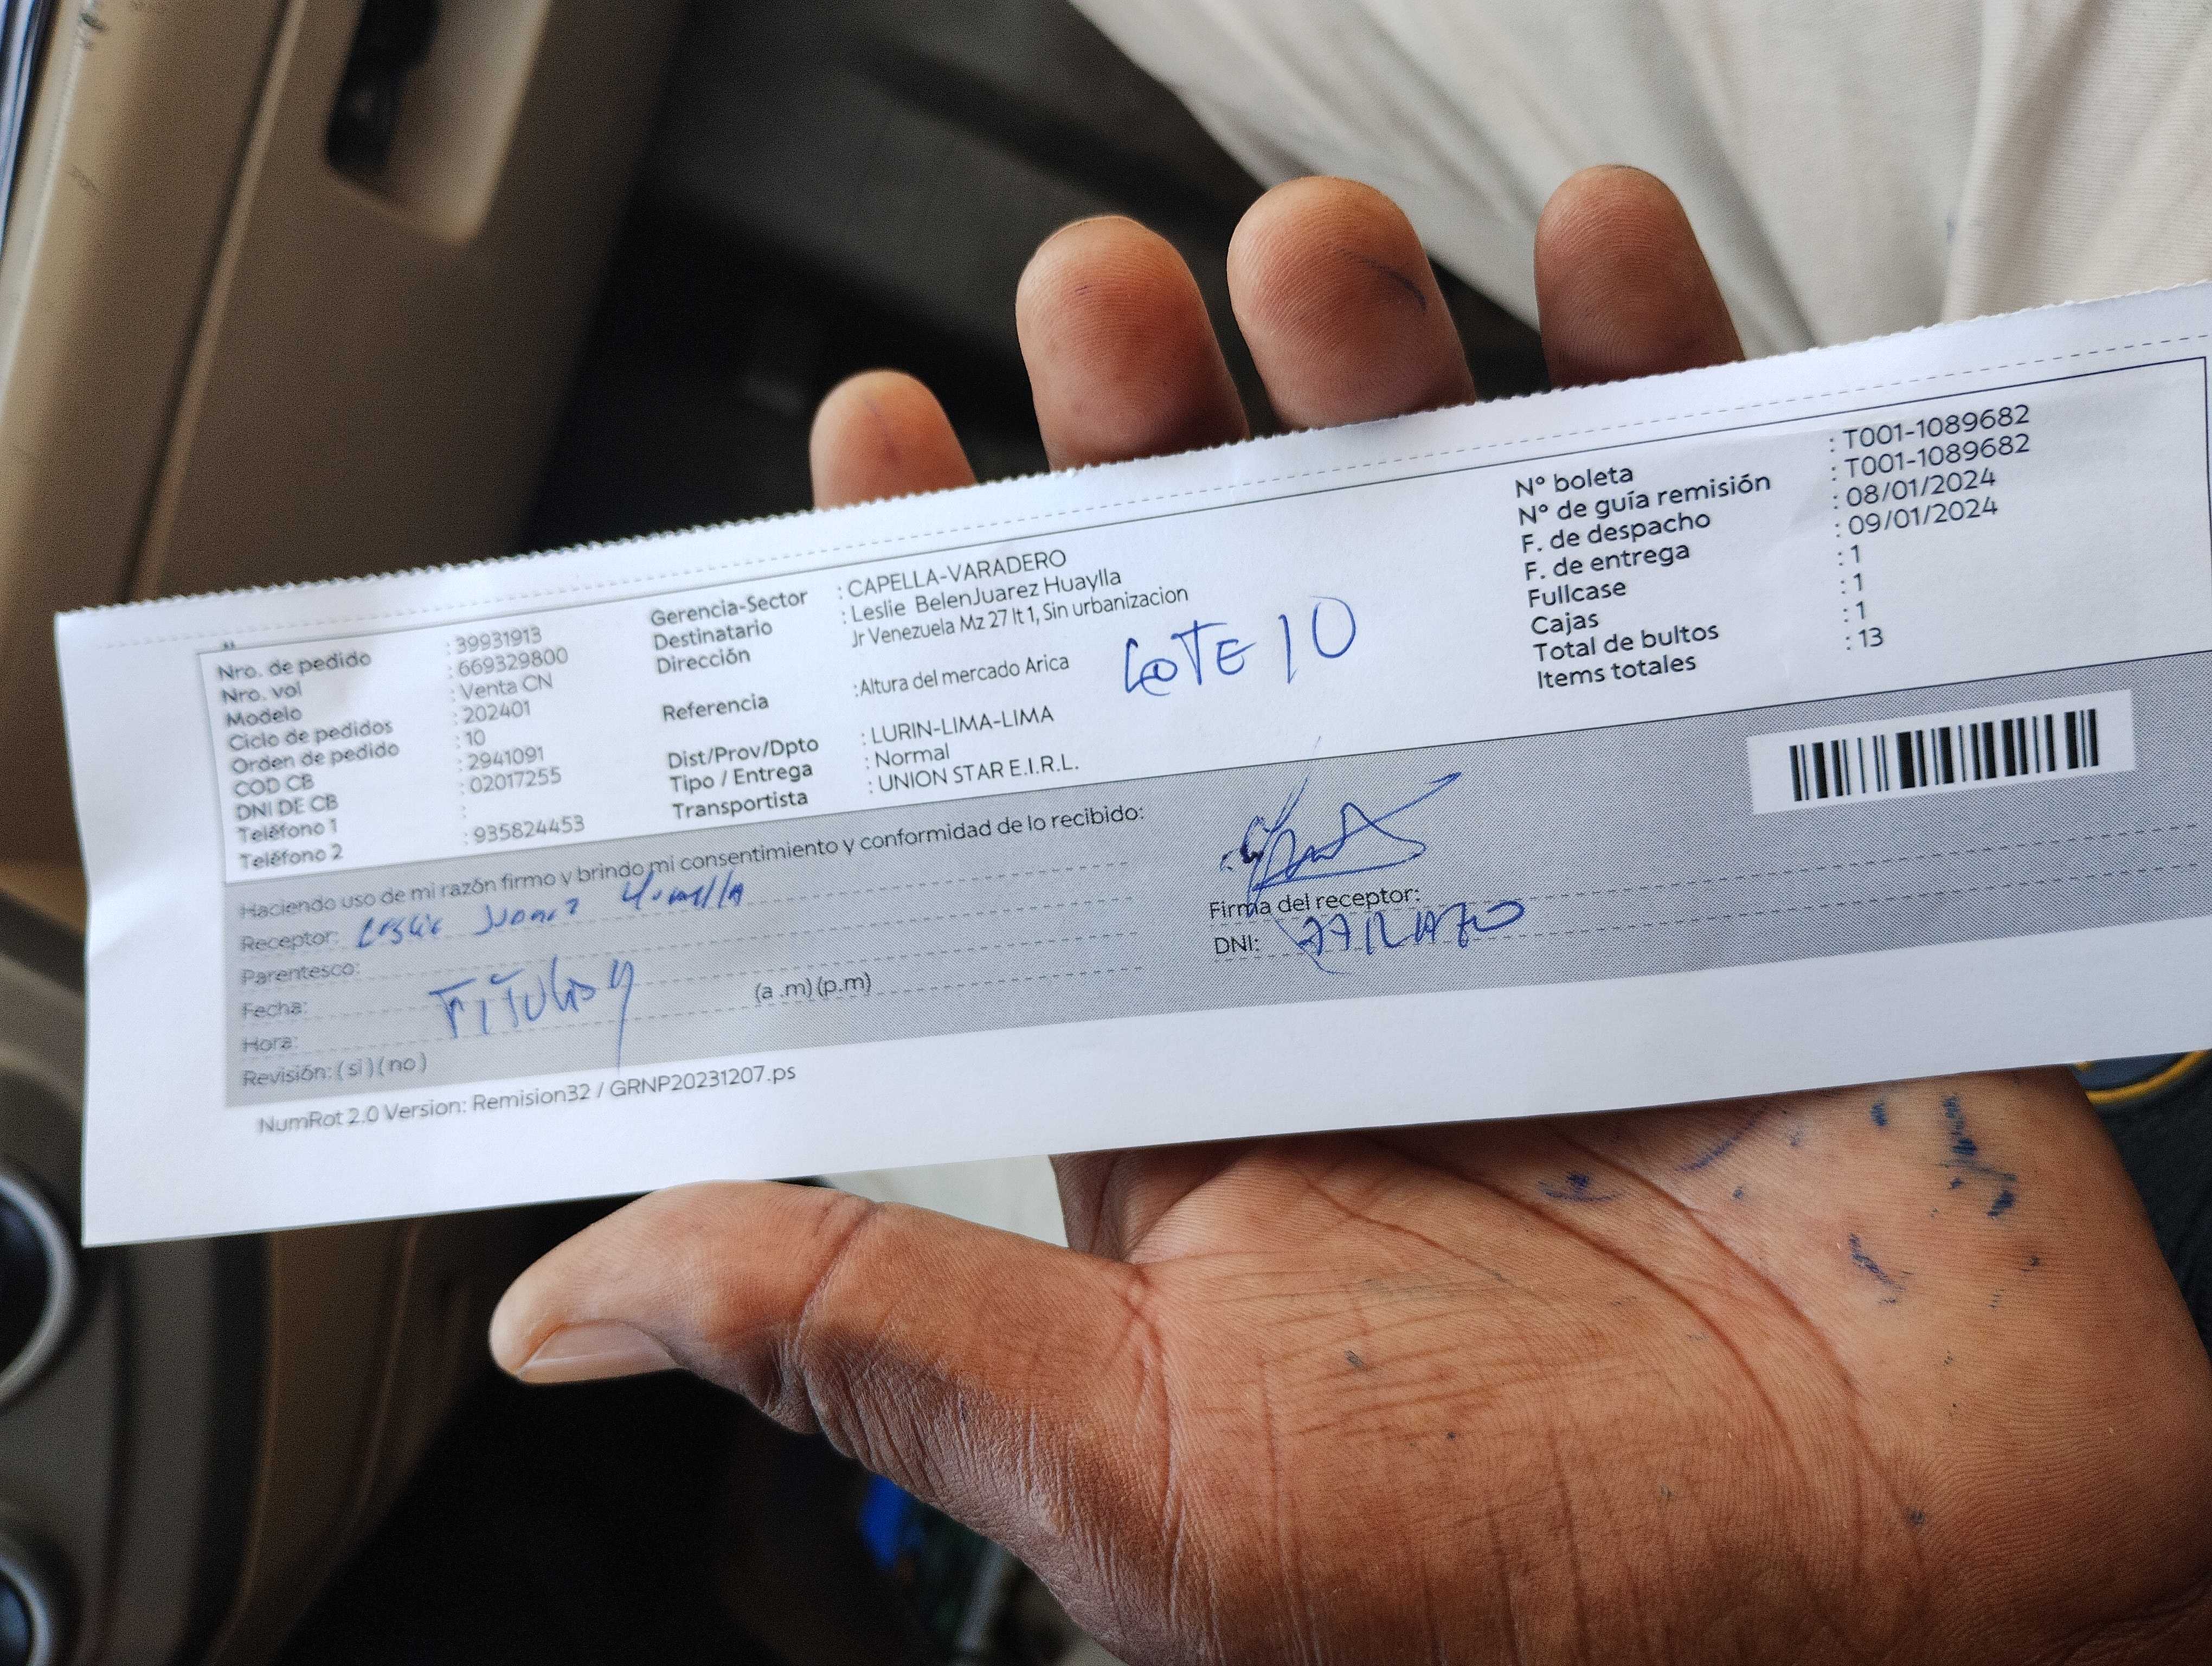 Nro. de pedido : 39931913
Nro. vol : 669329800
Modelo : Venta CN
Ciclo de pedidos : 202401
Orden de pedido : 10
COD CB : 2941091
DNI DE CB : 02017255
Teléfono 1 :
Teléfono 2 : 935824453
Gerencia-Sector : CAPELLA-VARADERO
Destinatario : Leslie BelenJuarez Huaylla
Dirección Jr Venezuela Mz 27 lt 1, Sin urbanizacion
Referencia : Altura del mercado Arica
LOTE 10
Dist/Prov/Dpto : LURIN-LIMA-LIMA
Tipo / Entrega : Normal
Transportista : UNION STAR E.I.R.L.
Nº boleta : T001-1089682
Nº de guía remisión : T001-1089682
F. de despacho : 08/01/2024
F. de entrega : 09/01/2024
Fullcase : 1
Cajas : 1
Total de bultos : 1
Items totales : 13
Haciendo uso de mi razón firmo y brindo mi consentimiento y conformidad de lo recibido:
Receptor: Leslie Juarez Huaylla
Parentesco:
Fecha:
Hora: (a .m) (p.m)
Revisión: ( si ) ( no )
Firma del receptor:
DNI:
NumRot 2.0 Version: Remision32 / GRNP20231207.ps